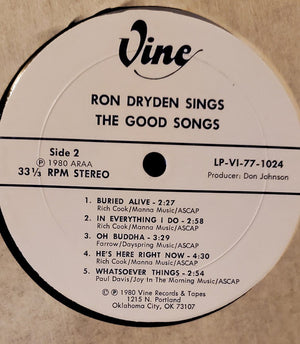 Vine
RON DRYDEN SINGS
THE GOOD SONGS
Side 2
℗ 1980 ARAA
33⅓ RPM STEREO
LP-VI-77-1024
Producer: Don Johnson
1. BURIED ALIVE - 2:27
Rich Cook/Manna Music/ASCAP
2. IN EVERYTHING I DO - 2:58
Rich Cook/Manna Music/ASCAP
3. OH BUDDHA - 3:29
Farrow/Dayspring Music/ASCAP
4. HE'S HERE RIGHT NOW - 4:30
Rich Cook/Manna Music/ASCAP
5. WHATSOEVER THINGS - 2:54
Paul Davis/Joy In The Morning Music/ASCAP
© ℗ 1980 Vine Records & Tapes
1215 N. Portland
Oklahoma City, OK 73107